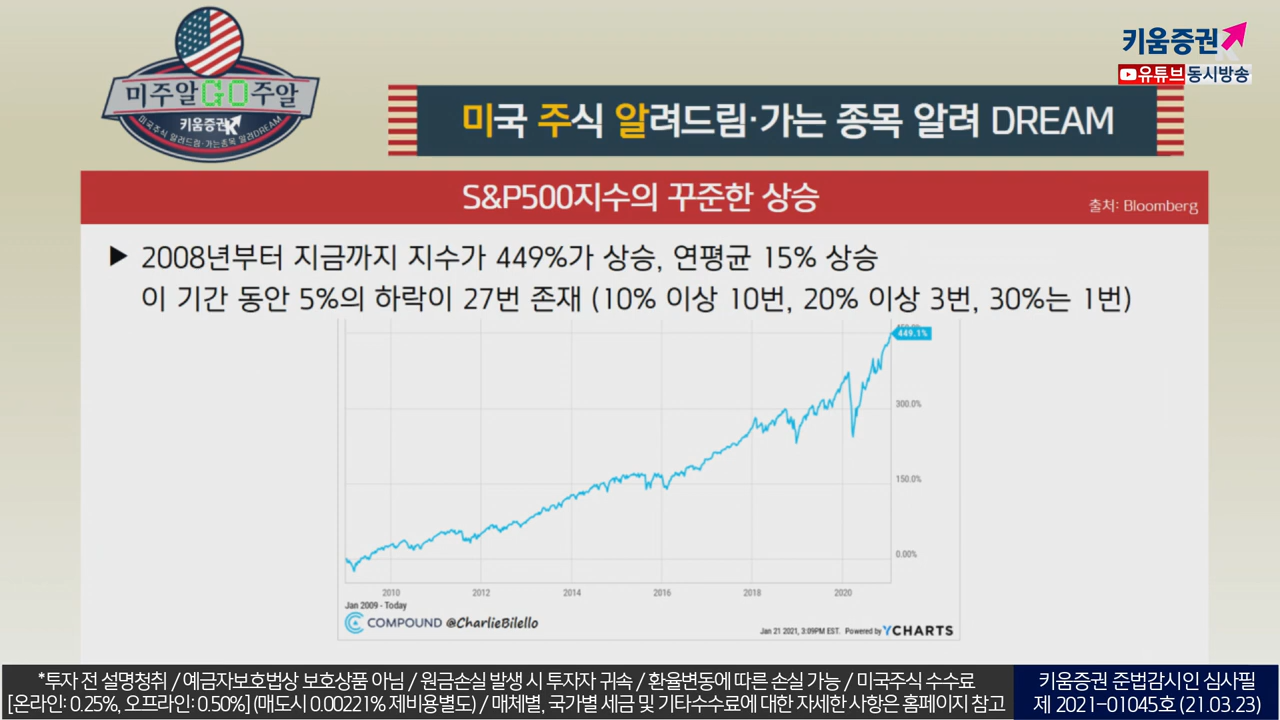 미주알GO주알
키움증권
미국주식 알려드림·가는종목 알려DREAM
키움증권
유튜브동시방송
미국 주식 알려드림·가는 종목 알려 DREAM
S&P500지수의 꾸준한 상승
출처: Bloomberg
▶ 2008년부터 지금까지 지수가 449%가 상승, 연평균 15% 상승
이 기간 동안 5%의 하락이 27번 존재 (10% 이상 10번, 20% 이상 3번, 30%는 1번)
449.1%
300.0%
150.0%
0.00%
2010 2012 2014 2016 2018 2020
Jan 2009 - Today
COMPOUND @CharlieBilello
Jan 21 2021, 3:09PM EST. Powered by YCHARTS
*투자 전 설명청취 / 예금자보호법상 보호상품 아님 / 원금손실 발생 시 투자자 귀속 / 환율변동에 따른 손실 가능 / 미국주식 수수료
[온라인: 0.25%, 오프라인: 0.50%] (매도시 0.00221% 제비용별도) / 매체별, 국가별 세금 및 기타수수료에 대한 자세한 사항은 홈페이지 참고
키움증권 준법감시인 심사필
제 2021-01045호 (21.03.23)